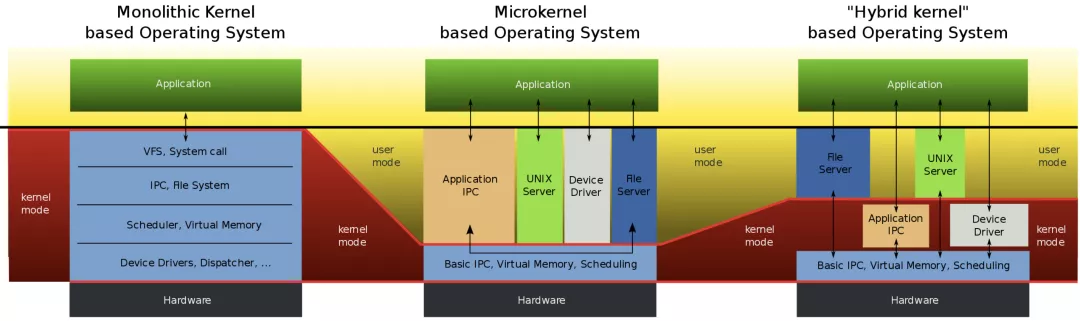 Monolithic Kernel
based Operating System
Microkernel
based Operating System
"Hybrid kernel"
based Operating System
Application
VFS, System call
IPC, File System
Scheduler, Virtual Memory
Device Drivers, Dispatcher, ...
Hardware
kernel
mode
user
mode
kernel
mode
Application
Application
IPC
UNIX
Server
Device
Driver
File
Server
Basic IPC, Virtual Memory, Scheduling
Hardware
user
mode
kernel
mode
Application
File
Server
UNIX
Server
Application
IPC
Device
Driver
Basic IPC, Virtual Memory, Scheduling
Hardware
user
mode
kernel
mode